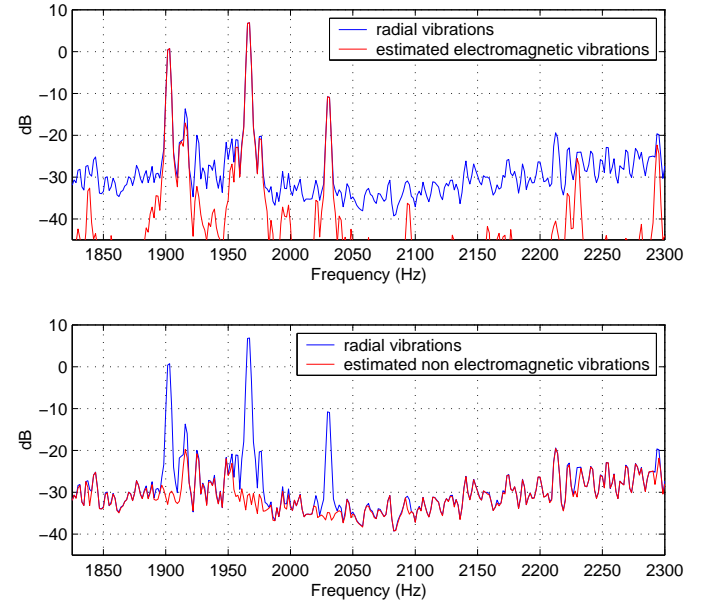 10
0
−10
−20
−30
−40
dB
radial vibrations
estimated electromagnetic vibrations
1850 1900 1950 2000 2050 2100 2150 2200 2250 2300
Frequency (Hz)
10
0
−10
−20
−30
−40
dB
radial vibrations
estimated non electromagnetic vibrations
1850 1900 1950 2000 2050 2100 2150 2200 2250 2300
Frequency (Hz)